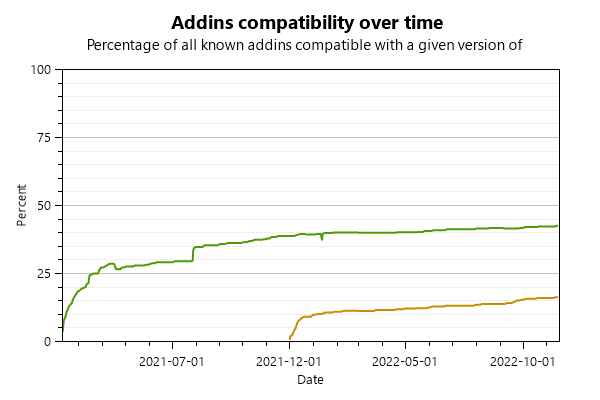 Addins compatibility over time
Percentage of all known addins compatible with a given version of
100
75
50
25
0
Percent
2021-07-01
2021-12-01
2022-05-01
2022-10-01
Date